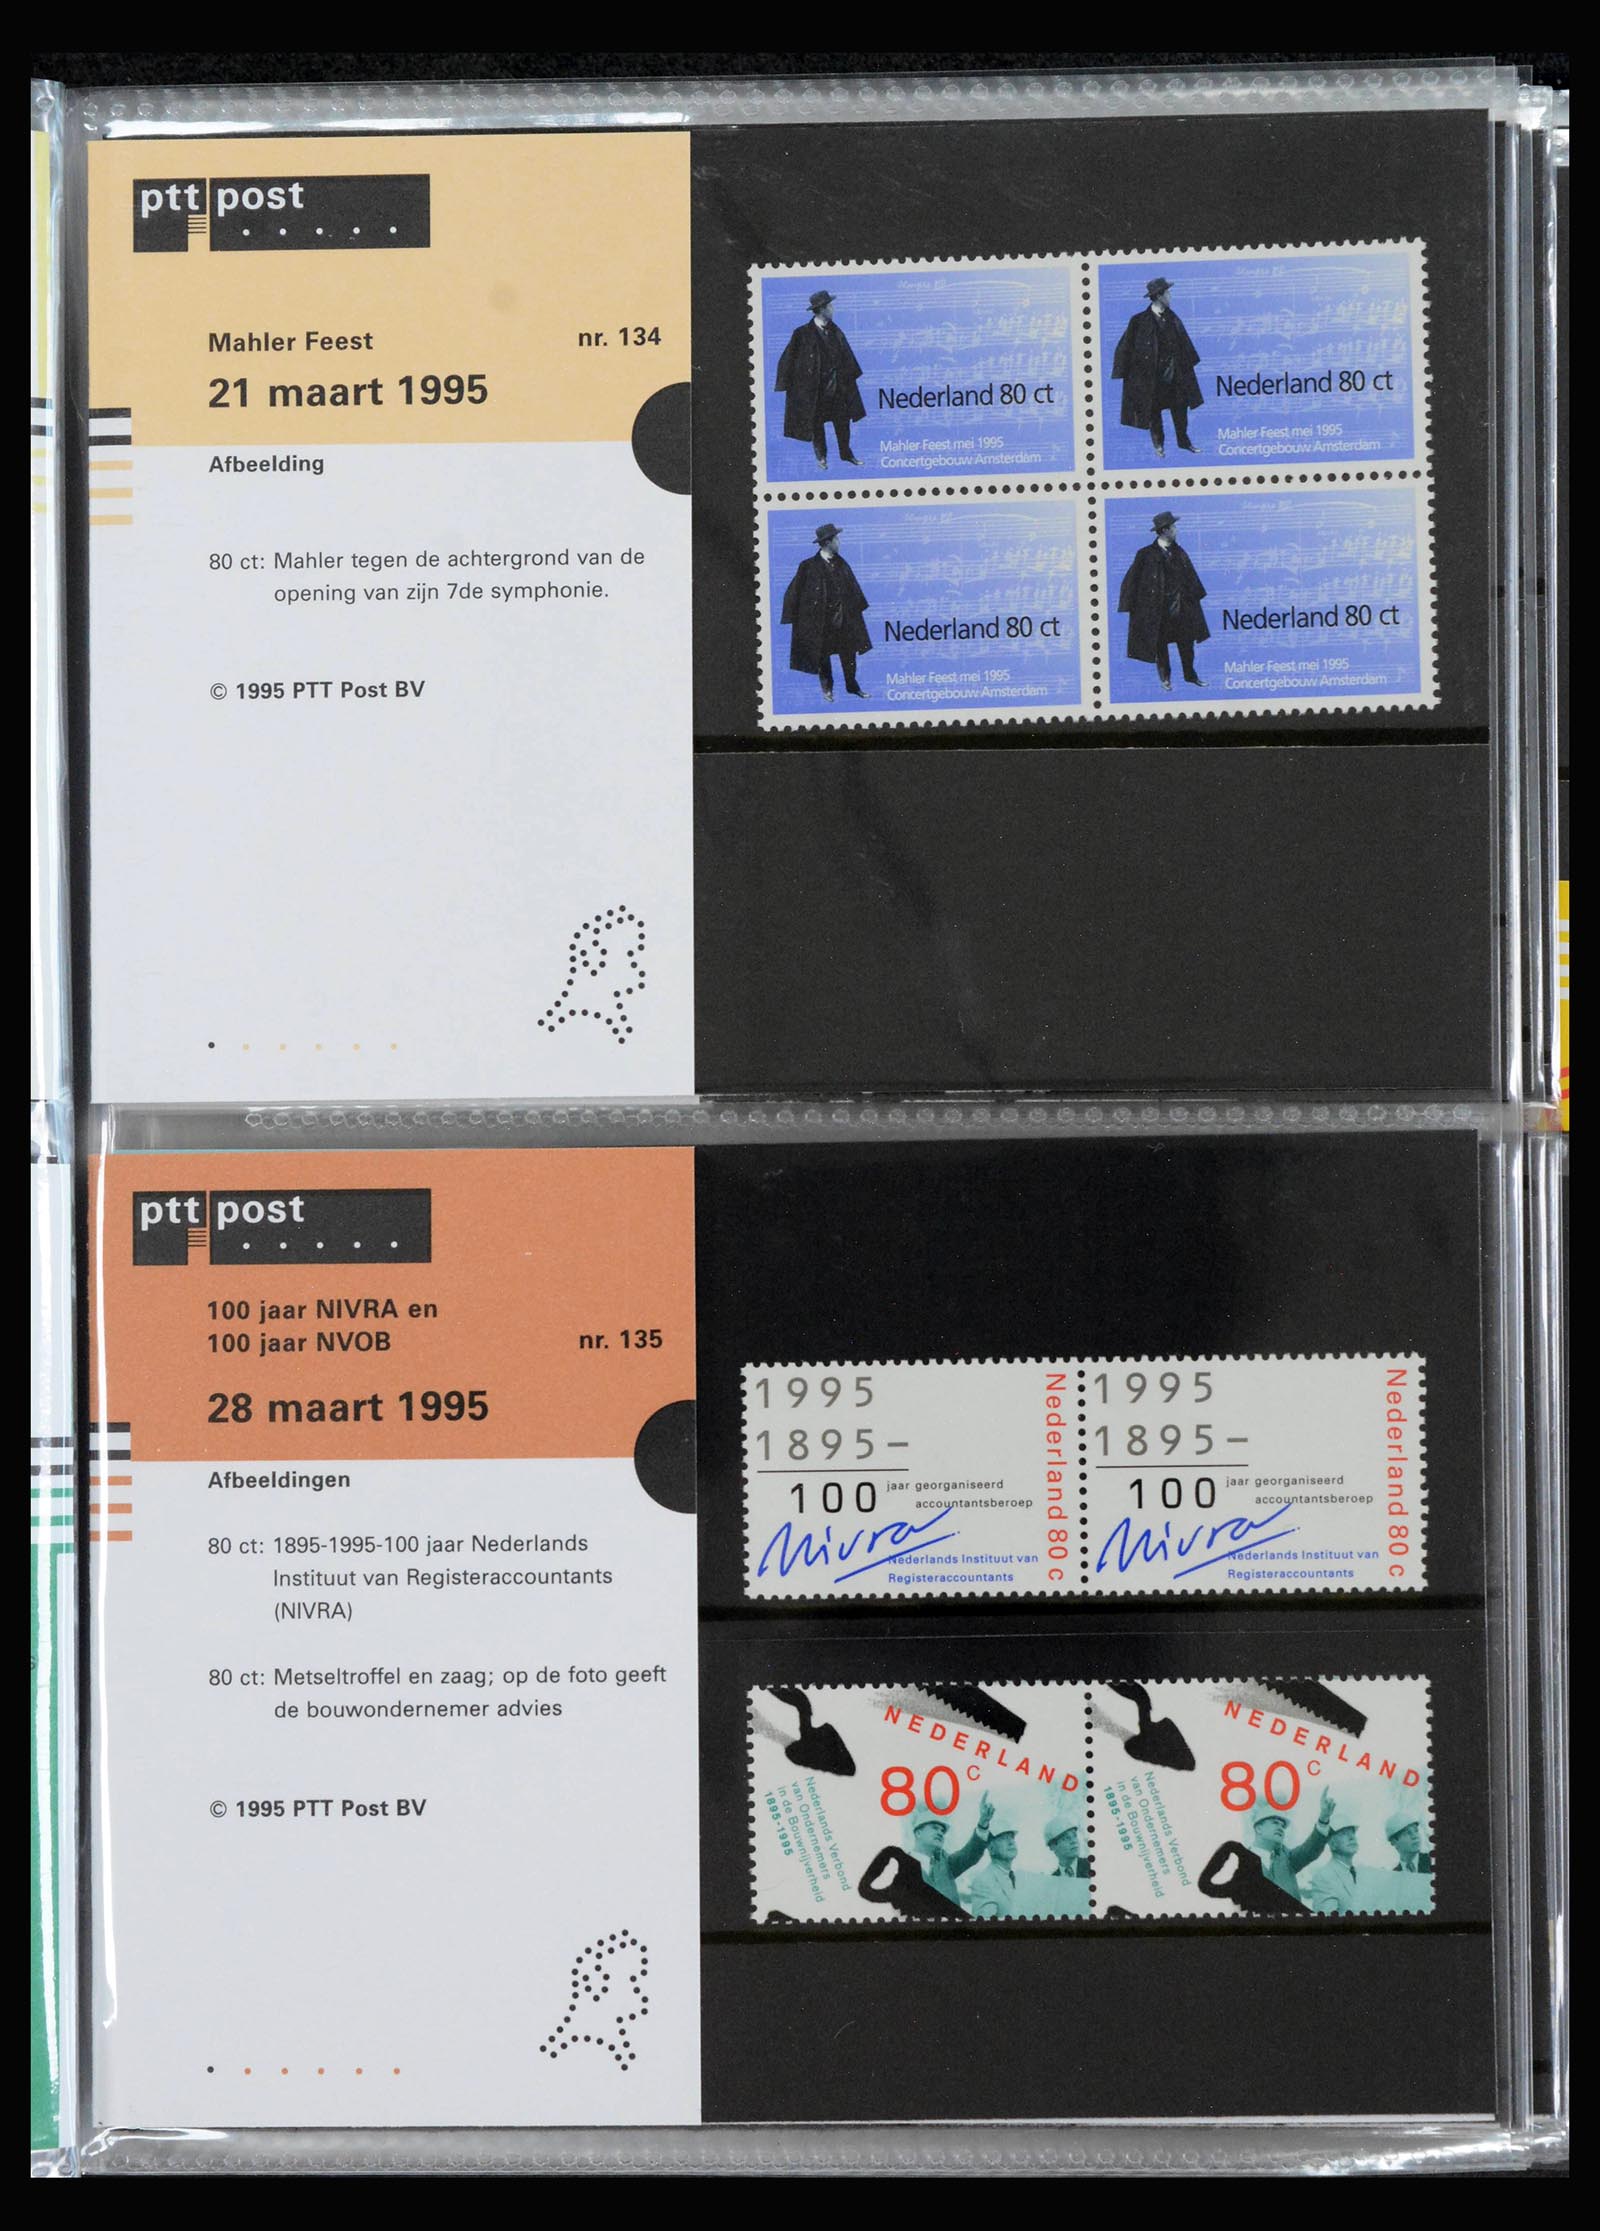 ptt post
Mahler Feest nr. 134
21 maart 1995
Afbeelding
80 ct: Mahler tegen de achtergrond van de
opening van zijn 7de symphonie.
© 1995 PTT Post BV
Nederland 80 ct
Mahler Feest mei 1995
Concertgebouw Amsterdam
Nederland 80 ct
Mahler Feest mei 1995
Concertgebouw Amsterdam
Nederland 80 ct
Mahler Feest mei 1995
Concertgebouw Amsterdam
Nederland 80 ct
Mahler Feest mei 1995
Concertgebouw Amsterdam
ptt post
100 jaar NIVRA en
100 jaar NVOB nr. 135
28 maart 1995
Afbeeldingen
80 ct: 1895-1995-100 jaar Nederlands
Instituut van Registeraccountants
(NIVRA)
80 ct: Metseltroffel en zaag; op de foto geeft
de bouwondernemer advies
© 1995 PTT Post BV
1995
1895–
100 jaar georganiseerd
accountantsberoep
Nivra
Nederlands Instituut van
Registeraccountants
Nederland 80 c
1995
1895–
100 jaar georganiseerd
accountantsberoep
Nivra
Nederlands Instituut van
Registeraccountants
Nederland 80 c
NEDERLAND
80 c
Nederlands Verbond
van Ondernemers
in de Bouwnijverheid
1895-1995
NEDERLAND
80 c
Nederlands Verbond
van Ondernemers
in de Bouwnijverheid
1895-1995